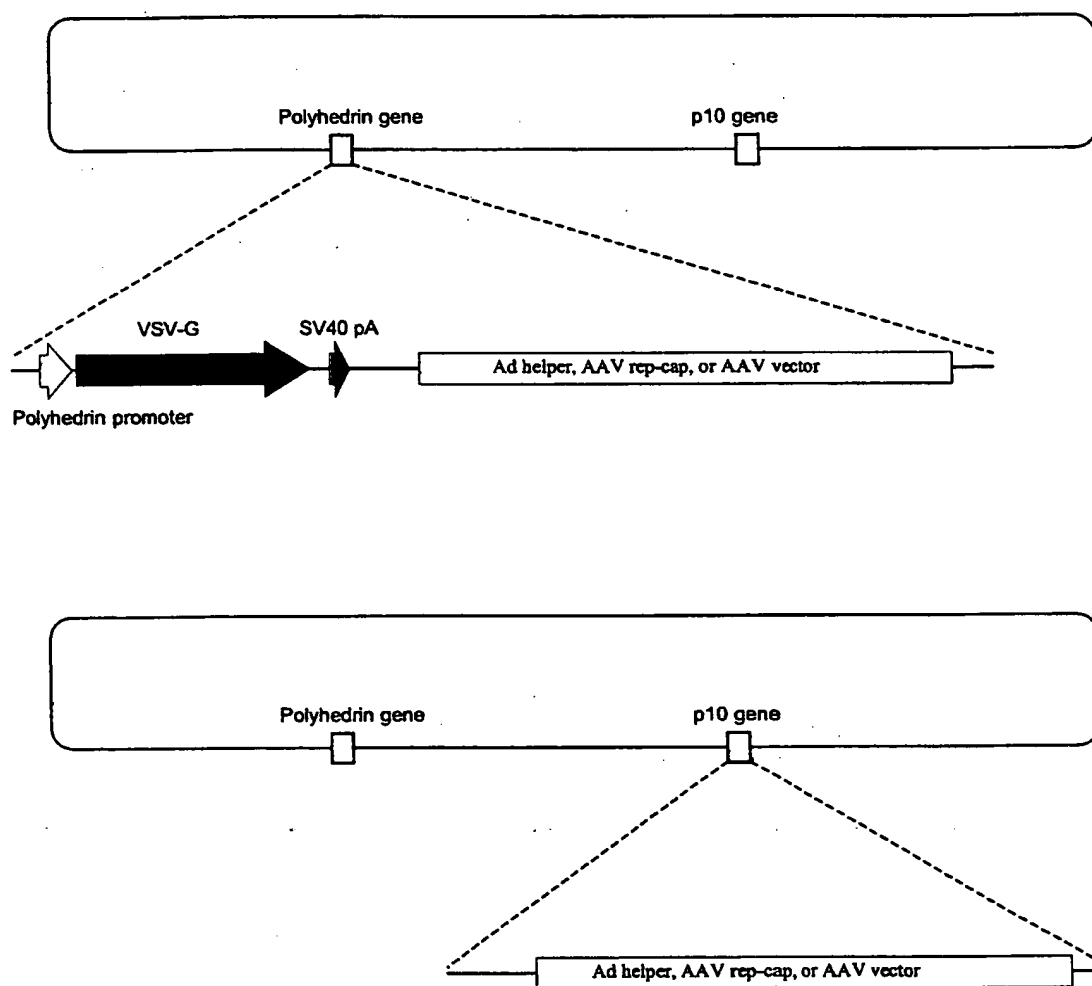 Polyhedrin gene
p10 gene
VSV-G
SV40 pA
Ad helper, AAV rep-cap, or AAV vector
Polyhedrin promoter
Polyhedrin gene
p10 gene
Ad helper, AAV rep-cap, or AAV vector